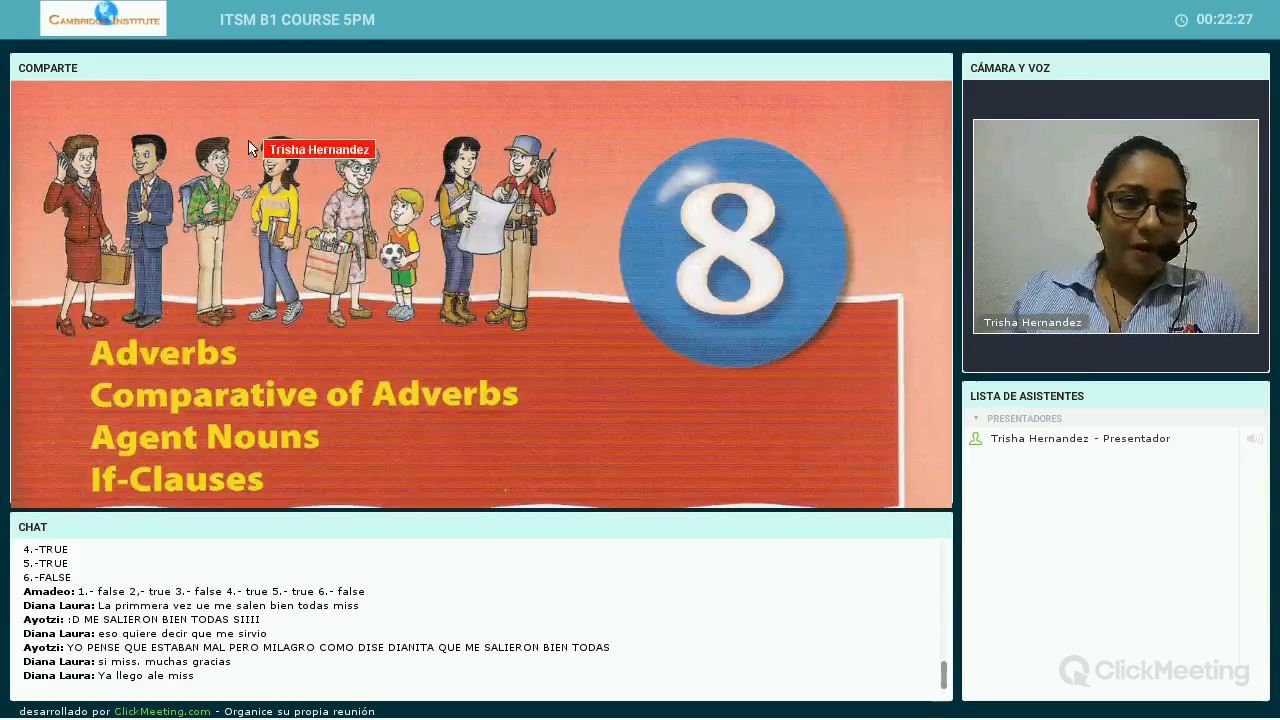 CAMBRIDGE INSTITUTE
ITSM B1 COURSE 5PM
00:22:27
COMPARTE
Trisha Hernandez
8
Adverbs
Comparative of Adverbs
Agent Nouns
If-Clauses
CÁMARA Y VOZ
Trisha Hernandez
LISTA DE ASISTENTES
PRESENTADORES
Trisha Hernandez - Presentador
CHAT
4.-TRUE
5.-TRUE
6.-FALSE
Amadeo: 1.- false 2,- true 3.- false 4.- true 5.- true 6.- false
Diana Laura: La primmera vez ue me salen bien todas miss
Ayotzi: :D ME SALIERON BIEN TODAS SIIII
Diana Laura: eso quiere decir que me sirvio
Ayotzi: YO PENSE QUE ESTABAN MAL PERO MILAGRO COMO DISE DIANITA QUE ME SALIERON BIEN TODAS
Diana Laura: si miss. muchas gracias
Diana Laura: Ya llego ale miss
ClickMeeting
desarrollado por ClickMeeting.com - Organice su propia reunión